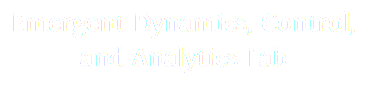 Emergent Dynamics, Control,
and Analytics Lab